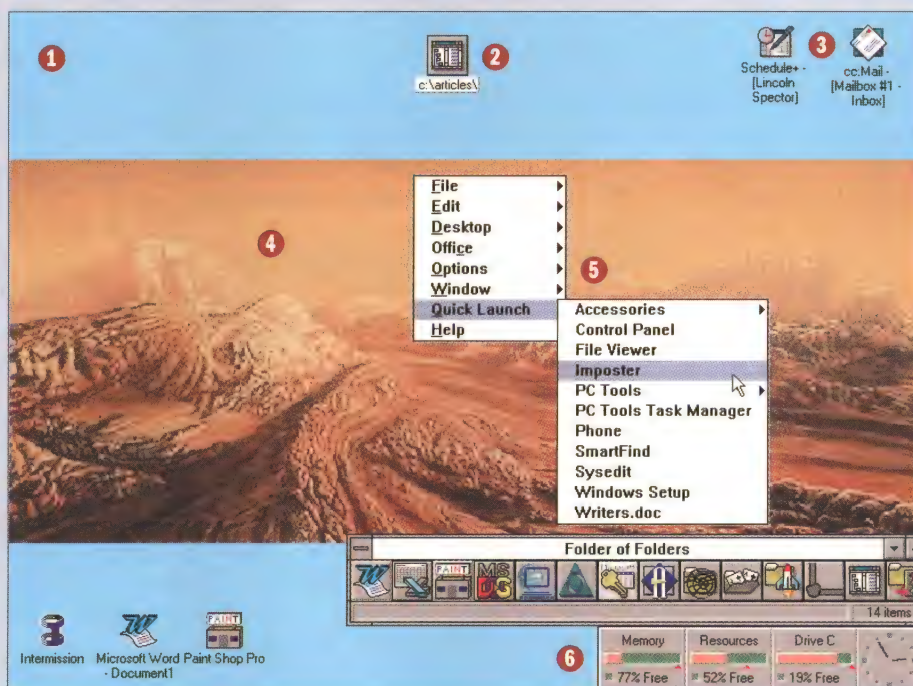 1
2
3
c:\articles\
Schedule+ -
[Lincoln
Spector]
cc:Mail -
[Mailbox #1 -
Inbox]
4
File
Edit
Desktop
Office
Options
Window
Quick Launch
Help
5
Accessories
Control Panel
File Viewer
Imposter
PC Tools
PC Tools Task Manager
Phone
SmartFind
Sysedit
Windows Setup
Writers.doc
Folder of Folders
PAINT
MS
DOS
14 items
Intermission
Microsoft Word
- Document1
PAINT
Paint Shop Pro
6
Memory
77% Free
Resources
52% Free
Drive C
19% Free